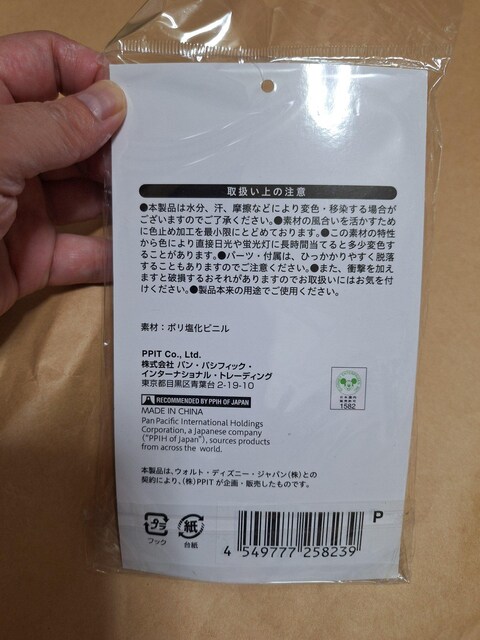 取扱い上の注意
●本製品は水分、汗、摩擦などにより変色・移染する場合が
ございますのでご了承ください。●素材の風合いを活かすため
に色止め加工を最小限にとどめております。●この素材の特性
から色により直接日光や蛍光灯に長時間当てると多少変色す
ることがあります。●パーツ・付属は、ひっかかりやすく脱落
することもありますのでご注意ください。●また、衝撃を加え
ますと破損するおそれがありますのでお取扱いにはお気を付
けください。●製品本来の用途でご使用ください。
素材：ポリ塩化ビニル
PPIT Co., Ltd.
株式会社 パン・パシフィック・
インターナショナル・トレーディング
東京都目黒区青葉台 2-19-10
RECOMMENDED BY PPIH OF JAPAN
MADE IN CHINA
Pan Pacific International Holdings
Corporation, a Japanese company
("PPIH of Japan"), sources products
from across the world.
1582
本製品は、ウォルト・ディズニー・ジャパン(株)との
契約により、(株)PPITが企画・販売したものです。
プラ
フック
紙
台紙
P
4 549777 258239